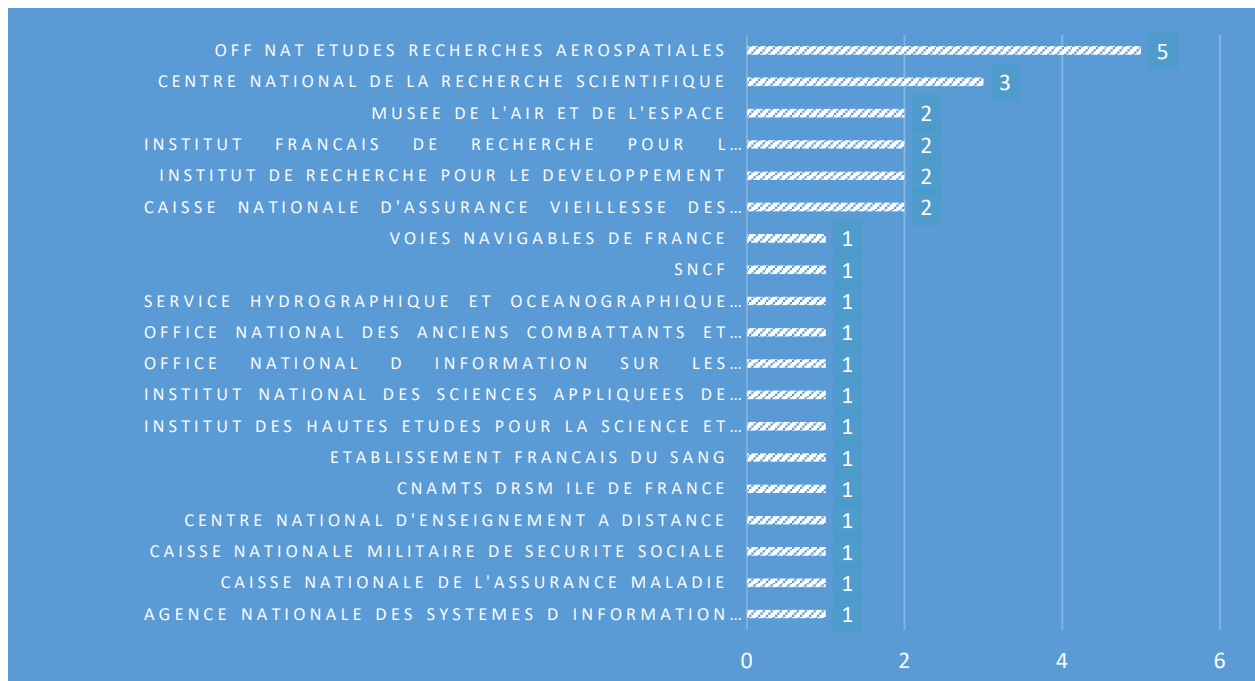 OFF NAT ETUDES RECHERCHES AEROSPATIALES 5
CENTRE NATIONAL DE LA RECHERCHE SCIENTIFIQUE 3
MUSEE DE L'AIR ET DE L'ESPACE 2
INSTITUT FRANCAIS DE RECHERCHE POUR L… 2
INSTITUT DE RECHERCHE POUR LE DEVELOPPEMENT 2
CAISSE NATIONALE D'ASSURANCE VIEILLESSE DES… 2
VOIES NAVIGABLES DE FRANCE 1
SNCF 1
SERVICE HYDROGRAPHIQUE ET OCEANOGRAPHIQUE… 1
OFFICE NATIONAL DES ANCIENS COMBATTANTS ET… 1
OFFICE NATIONAL D INFORMATION SUR LES… 1
INSTITUT NATIONAL DES SCIENCES APPLIQUEES DE… 1
INSTITUT DES HAUTES ETUDES POUR LA SCIENCE ET… 1
ETABLISSEMENT FRANCAIS DU SANG 1
CNAMTS DRSM ILE DE FRANCE 1
CENTRE NATIONAL D'ENSEIGNEMENT A DISTANCE 1
CAISSE NATIONALE MILITAIRE DE SECURITE SOCIALE 1
CAISSE NATIONALE DE L'ASSURANCE MALADIE 1
AGENCE NATIONALE DES SYSTEMES D INFORMATION… 1
0 2 4 6